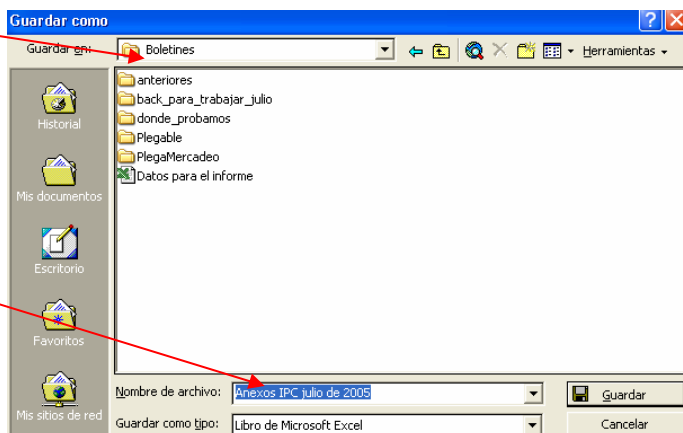 Guardar como
Guardar en: Boletines Herramientas
anteriores
back_para_trabajar_julio
donde_probamos
Plegable
PlegaMercadeo
Datos para el informe
Historial
Mis documentos
Escritorio
Favoritos
Mis sitios de red
Nombre de archivo: Anexos IPC julio de 2005 Guardar
Guardar como tipo: Libro de Microsoft Excel Cancelar